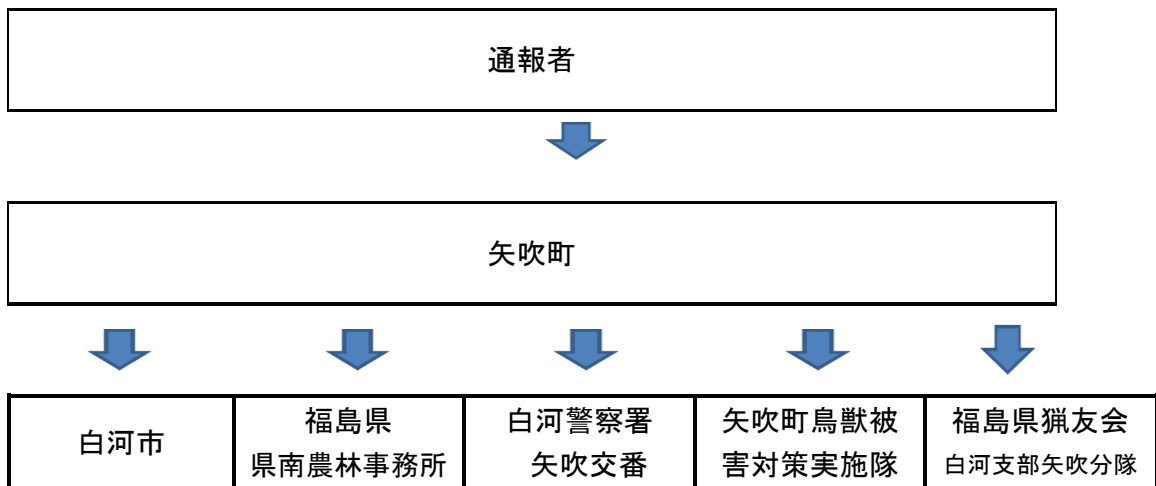 通報者
矢吹町
白河市
福島県
県南農林事務所
白河警察署
矢吹交番
矢吹町鳥獣被
害対策実施隊
福島県猟友会
白河支部矢吹分隊